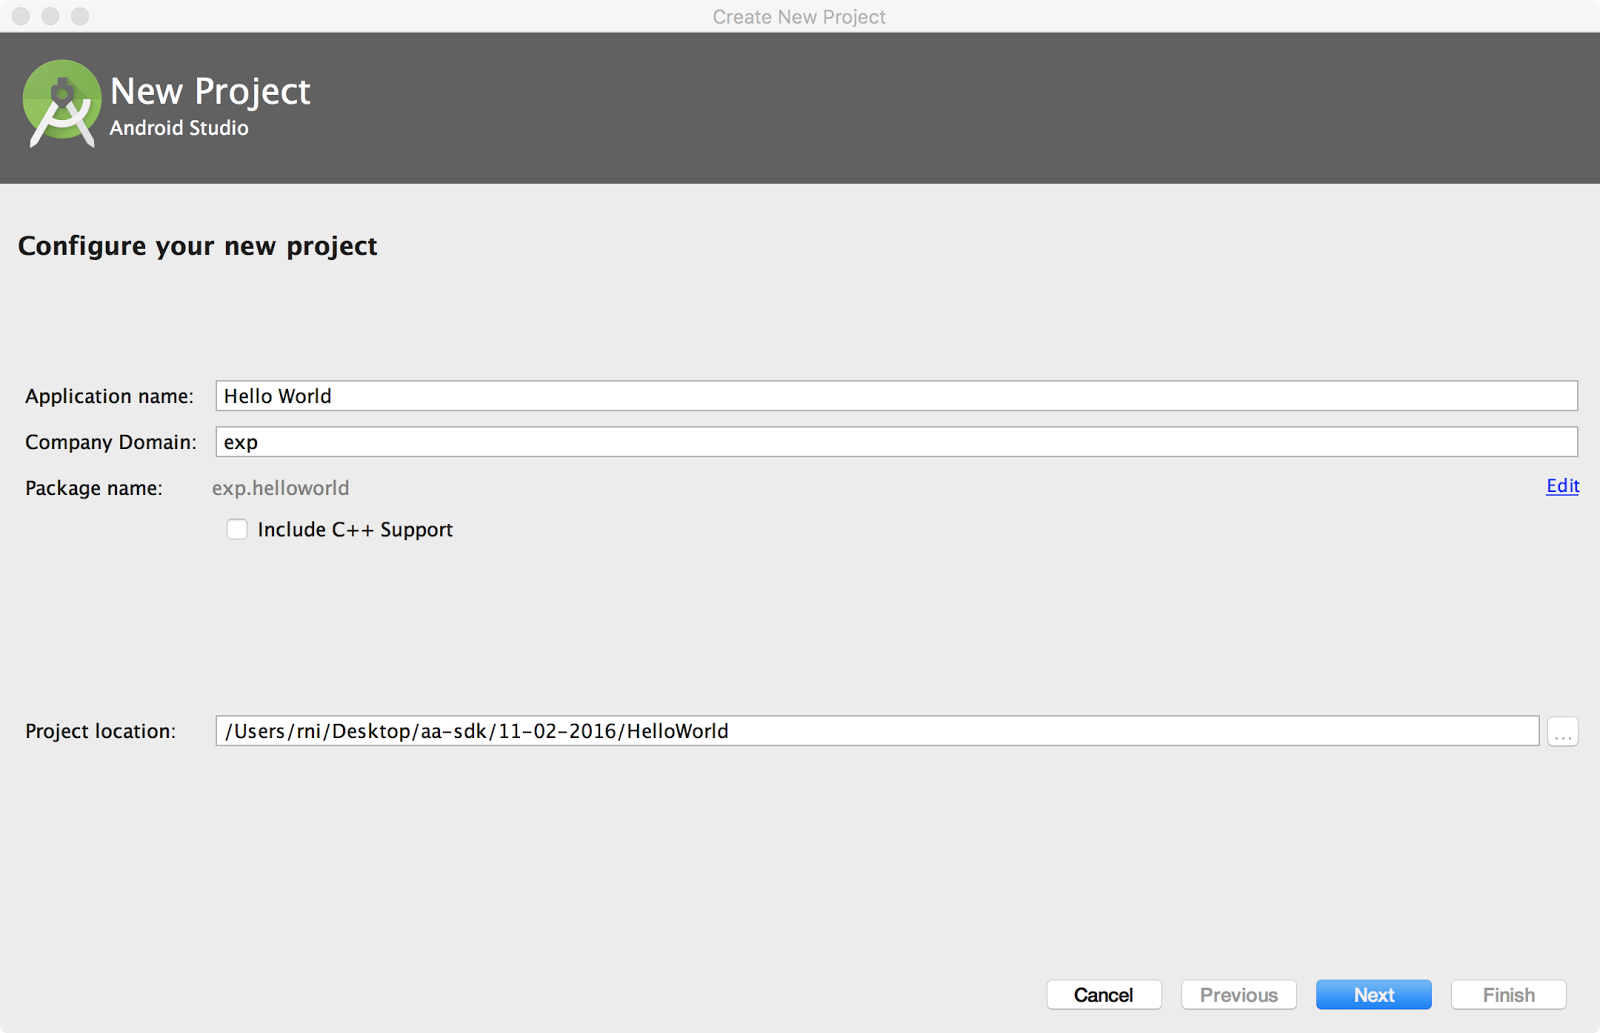 Create New Project
New Project
Android Studio
Configure your new project
Application name: Hello World
Company Domain: exp
Package name: exp.helloworld Edit
Include C++ Support
Project location: /Users/rni/Desktop/aa-sdk/11-02-2016/HelloWorld ...
Cancel Previous Next Finish